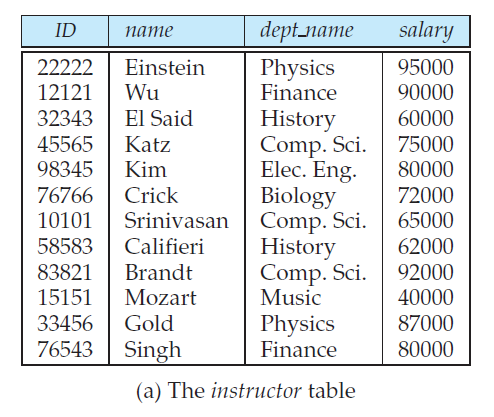 ID name dept_name salary
22222 Einstein Physics 95000
12121 Wu Finance 90000
32343 El Said History 60000
45565 Katz Comp. Sci. 75000
98345 Kim Elec. Eng. 80000
76766 Crick Biology 72000
10101 Srinivasan Comp. Sci. 65000
58583 Califieri History 62000
83821 Brandt Comp. Sci. 92000
15151 Mozart Music 40000
33456 Gold Physics 87000
76543 Singh Finance 80000
(a) The instructor table